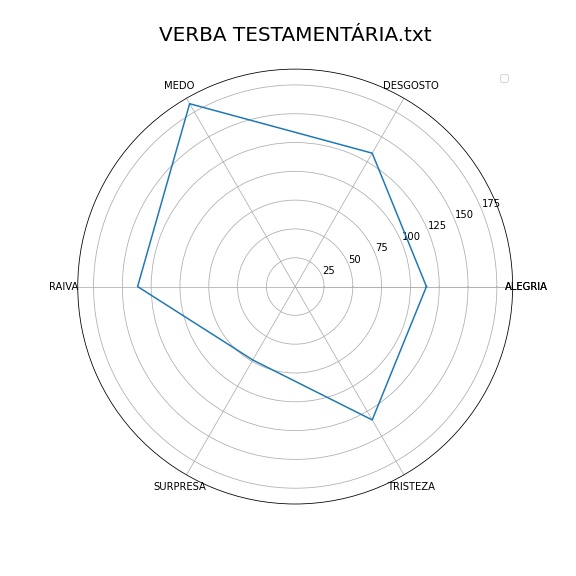 VERBA TESTAMENTÁRIA.txt
MEDO
DESGOSTO
175
150
125
100
75
50
25
RAIVA
ALEGRIA
SURPRESA
TRISTEZA